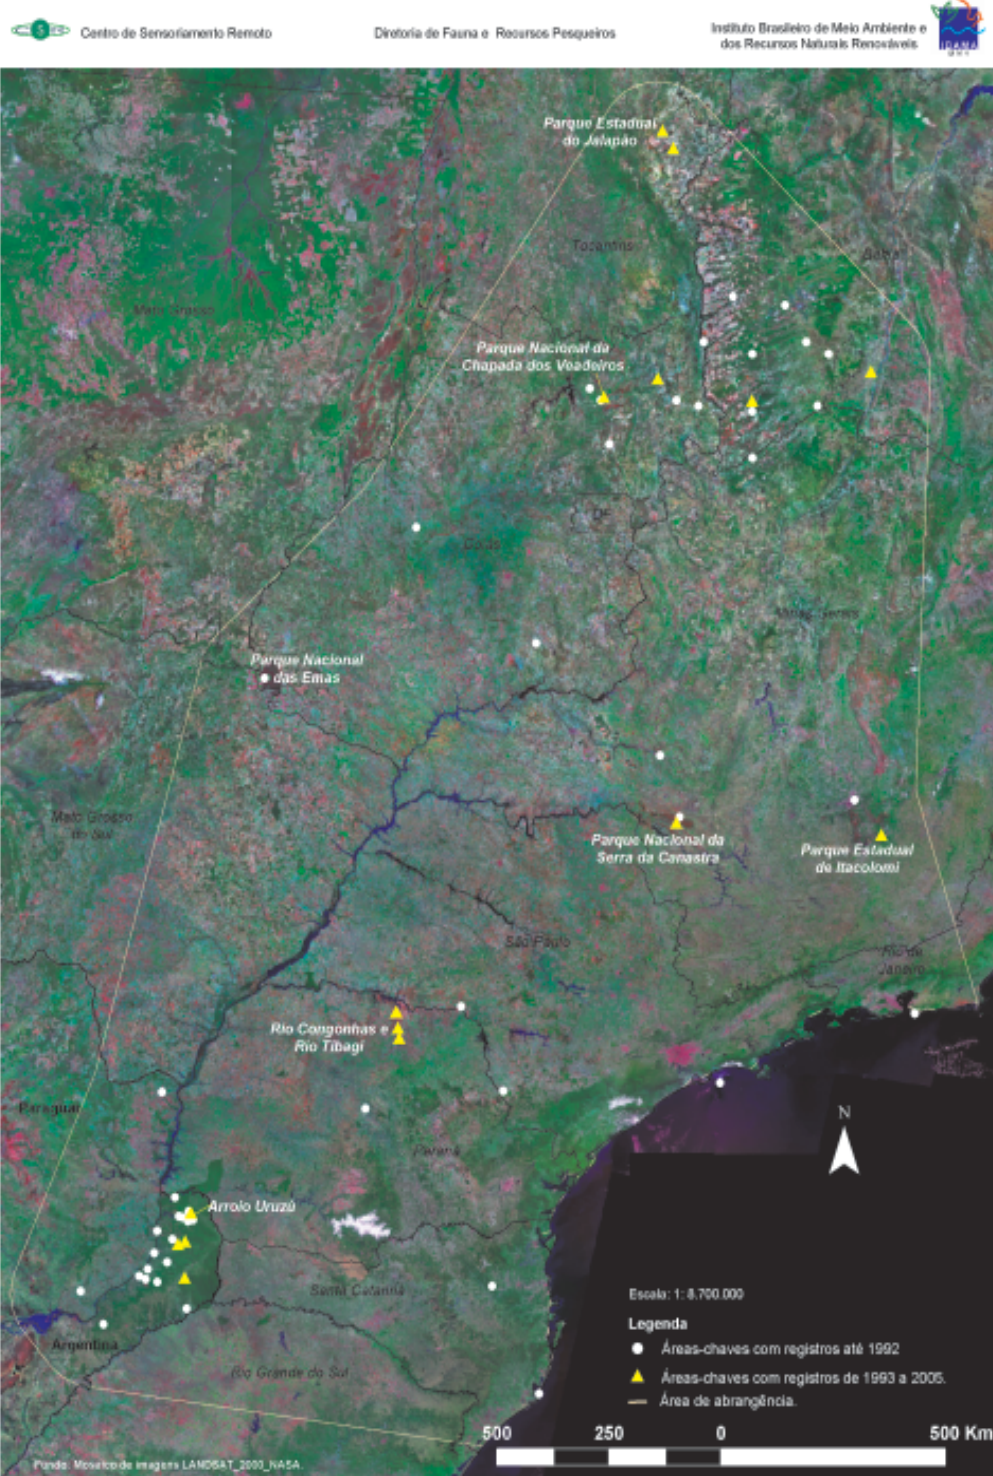 Centro de Sensoriamento Remoto
Diretoria de Fauna e Recursos Pesqueiros
Instituto Brasileiro de Meio Ambiente e
dos Recursos Naturais Renováveis
IBAMA
M M A
Parque Estadual
do Jalapão
Tocantins
Bahia
Mato Grosso
Parque Nacional da
Chapada dos Veadeiros
DF
Goiás
Minas Gerais
Parque Nacional
das Emas
Mato Grosso
do Sul
Parque Nacional da
Serra da Canastra
Parque Estadual
de Itacolomi
São Paulo
Rio de
Janeiro
Rio Congonhas e
Rio Tibagi
Paraguai
Paraná
N
Arroio Uruzú
Santa Catarina
Argentina
Rio Grande do Sul
Escala: 1: 8.700.000
Legenda
Áreas-chaves com registros até 1992
Áreas-chaves com registros de 1993 a 2005.
Área de abrangência.
500 250 0 500 Km
Fundo: Mosaico de imagens LANDSAT_2000_NASA.